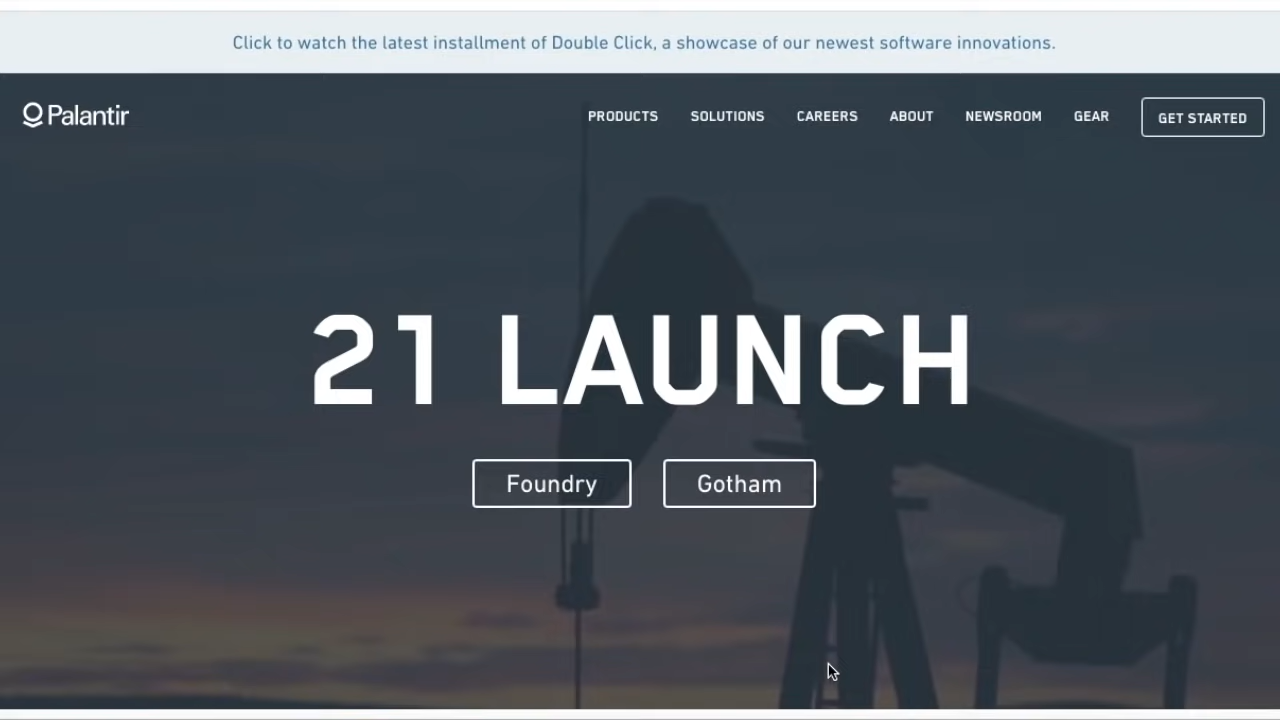 Click to watch the latest installment of Double Click, a showcase of our newest software innovations.
Palantir PRODUCTS SOLUTIONS CAREERS ABOUT NEWSROOM GEAR GET STARTED
21 LAUNCH
Foundry Gotham